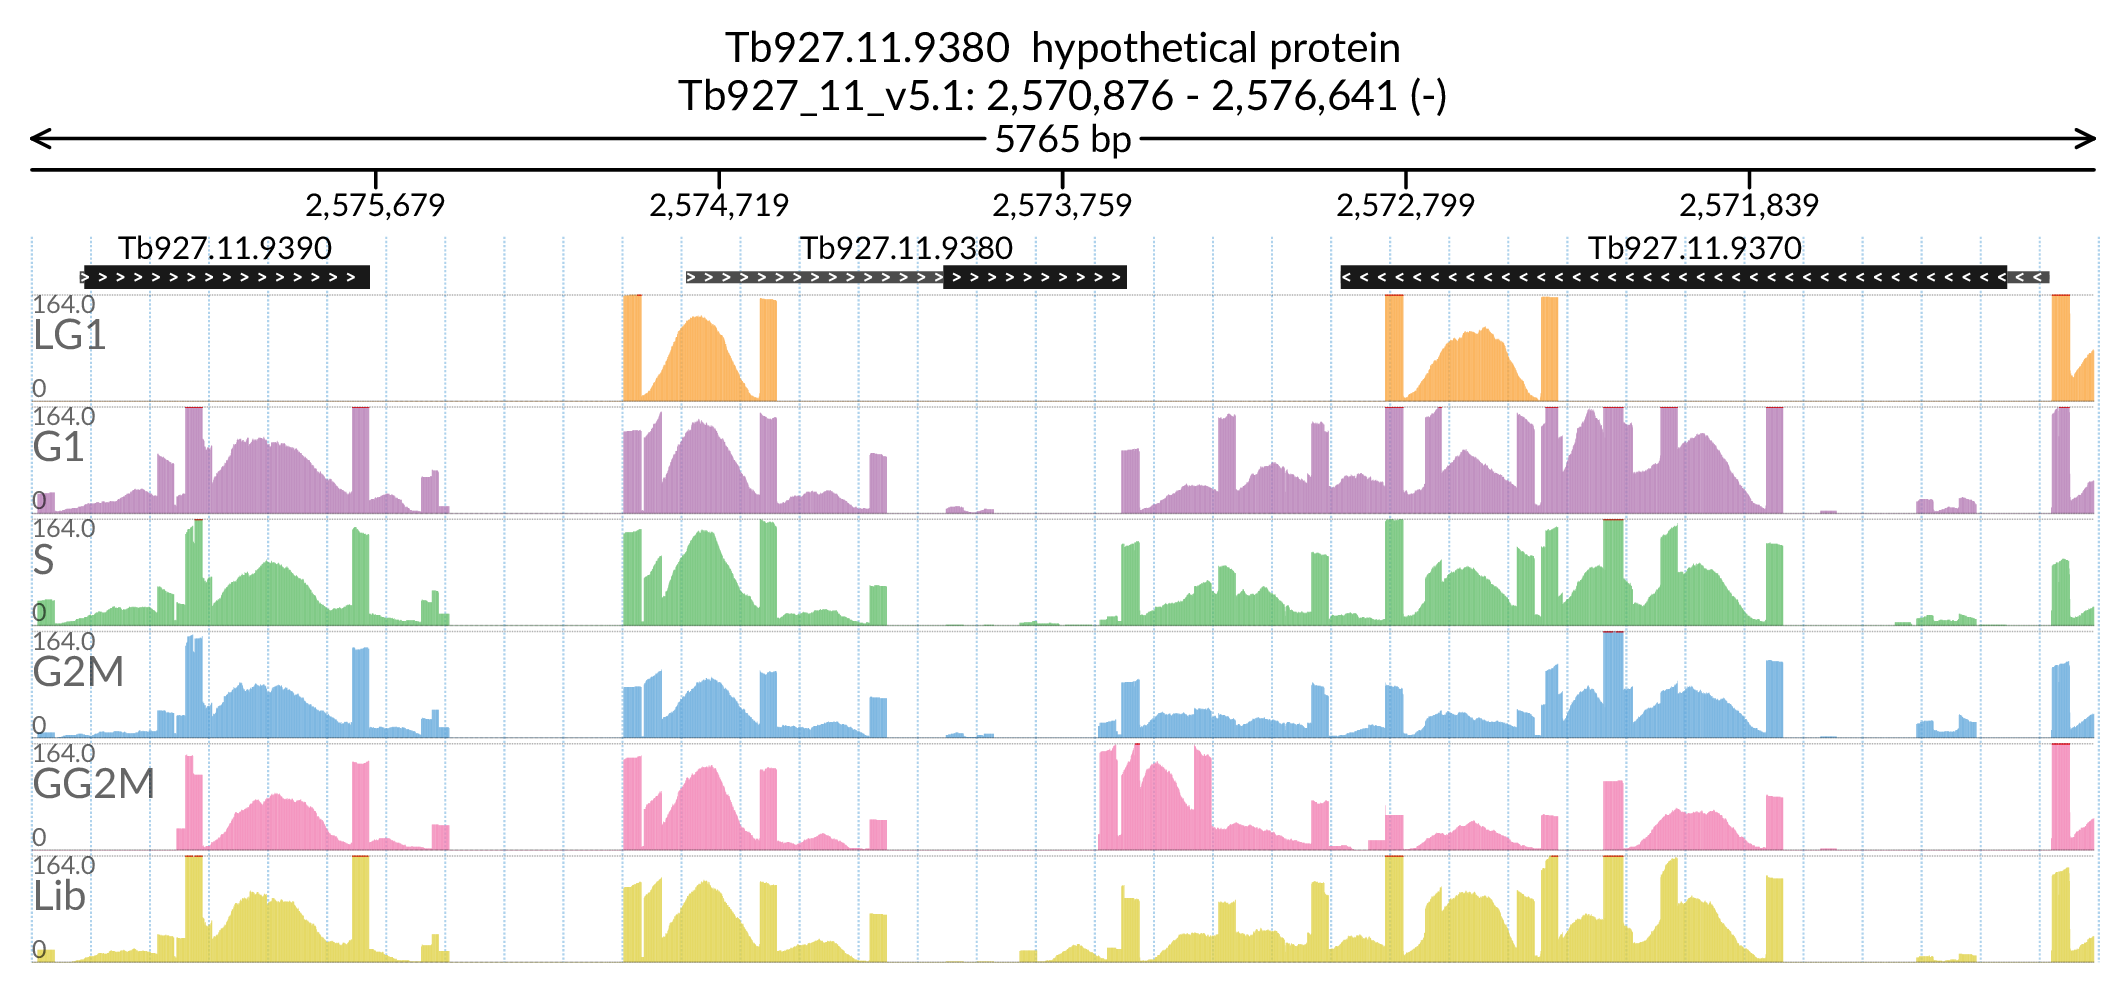 Tb927.11.9380  hypothetical protein
Tb927_11_v5.1: 2,570,876 - 2,576,641 (-)
5765 bp
2,575,679 2,574,719 2,573,759 2,572,799 2,571,839
Tb927.11.9390 Tb927.11.9380 Tb927.11.9370
164.0
LG1
0
164.0
G1
0
164.0
S
0
164.0
G2M
0
164.0
GG2M
0
164.0
Lib
0